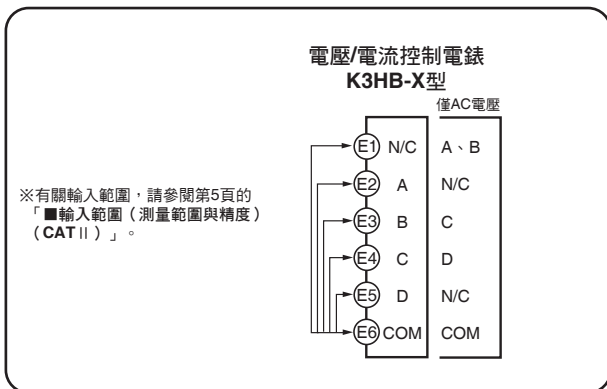 電壓/電流控制電錶
K3HB-X型
僅AC電壓
E1 N/C A、B
E2 A N/C
E3 B C
E4 C D
E5 D N/C
E6 COM COM
※有關輸入範圍，請參閱第5頁的
「■輸入範圍（測量範圍與精度）
（CATⅡ）」。